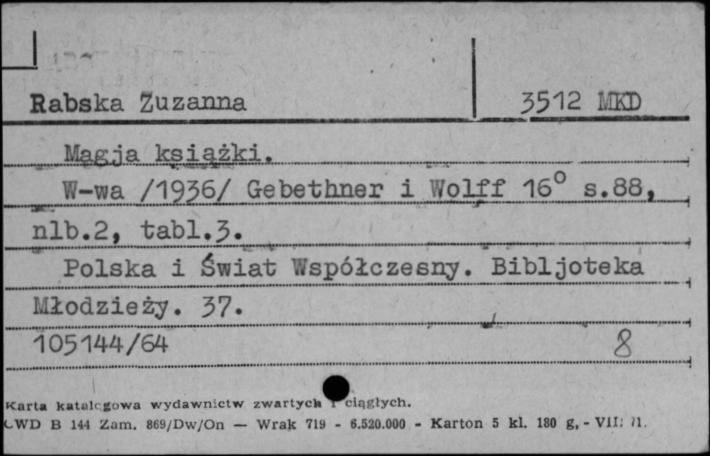 Rabska Zuzanna 3512 MKD
Magja książki.
W-wa /1936/ Gebethner i Wolff 16° s.88,
nlb.2, tabl.3.
Polska i Świat Współczesny. Bibljoteka
Młodzieży. 37.
105144/64 8
Karta katalogowa wydawnictw zwartych i ciągłych.
CWD B 144 Zam. 869/Dw/On — Wrak 719 - 6.520.000 - Karton 5 kl. 180 g, - VII. 71.